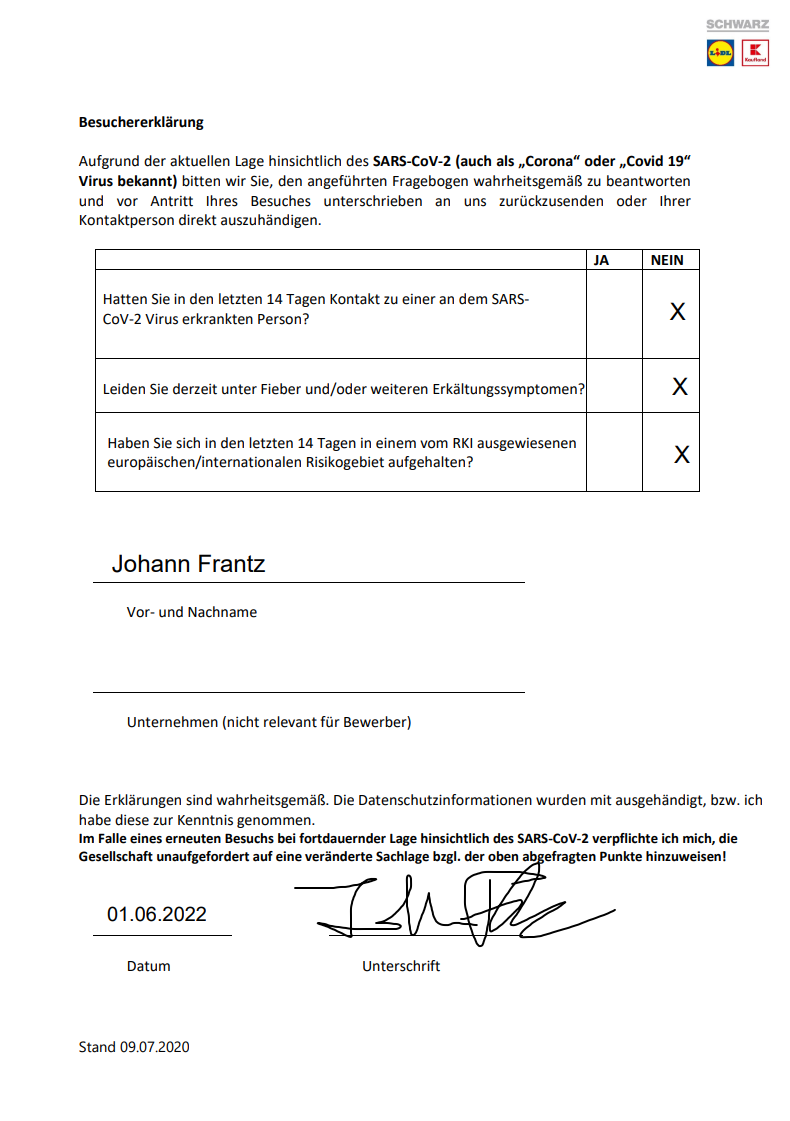 SCHWARZ
LiDL
K
Kaufland
Besuchererklärung
Aufgrund der aktuellen Lage hinsichtlich des SARS-CoV-2 (auch als „Corona“ oder „Covid 19“
Virus bekannt) bitten wir Sie, den angeführten Fragebogen wahrheitsgemäß zu beantworten
und vor Antritt Ihres Besuches unterschrieben an uns zurückzusenden oder Ihrer
Kontaktperson direkt auszuhändigen.
JA NEIN
Hatten Sie in den letzten 14 Tagen Kontakt zu einer an dem SARS-
CoV-2 Virus erkrankten Person?
X
Leiden Sie derzeit unter Fieber und/oder weiteren Erkältungssymptomen? X
Haben Sie sich in den letzten 14 Tagen in einem vom RKI ausgewiesenen
europäischen/internationalen Risikogebiet aufgehalten?
X
Johann Frantz
Vor- und Nachname
Unternehmen (nicht relevant für Bewerber)
Die Erklärungen sind wahrheitsgemäß. Die Datenschutzinformationen wurden mit ausgehändigt, bzw. ich
habe diese zur Kenntnis genommen.
Im Falle eines erneuten Besuchs bei fortdauernder Lage hinsichtlich des SARS-CoV-2 verpflichte ich mich, die
Gesellschaft unaufgefordert auf eine veränderte Sachlage bzgl. der oben abgefragten Punkte hinzuweisen!
01.06.2022
Datum Unterschrift
Stand 09.07.2020